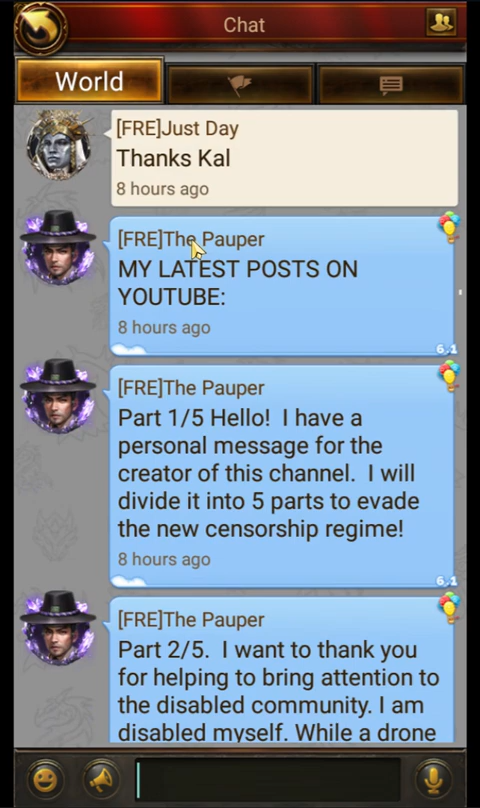 Chat
World
[FRE]Just Day
Thanks Kal
8 hours ago
[FRE]The Pauper
MY LATEST POSTS ON
YOUTUBE:
8 hours ago
6.1
[FRE]The Pauper
Part 1/5 Hello!  I have a
personal message for the
creator of this channel.  I will
divide it into 5 parts to evade
the new censorship regime!
8 hours ago
6.1
[FRE]The Pauper
Part 2/5.  I want to thank you
for helping to bring attention to
the disabled community. I am
disabled myself. While a drone